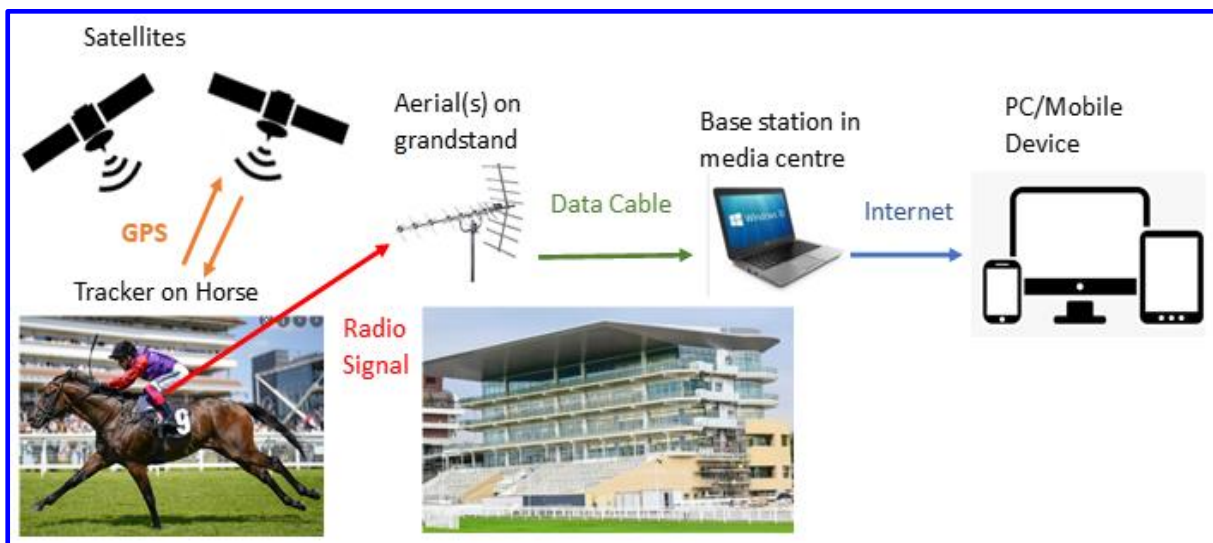 Satellites
Aerial(s) on
grandstand
Base station in
media centre
PC/Mobile
Device
GPS
Data Cable
Internet
Tracker on Horse
Radio
Signal
9